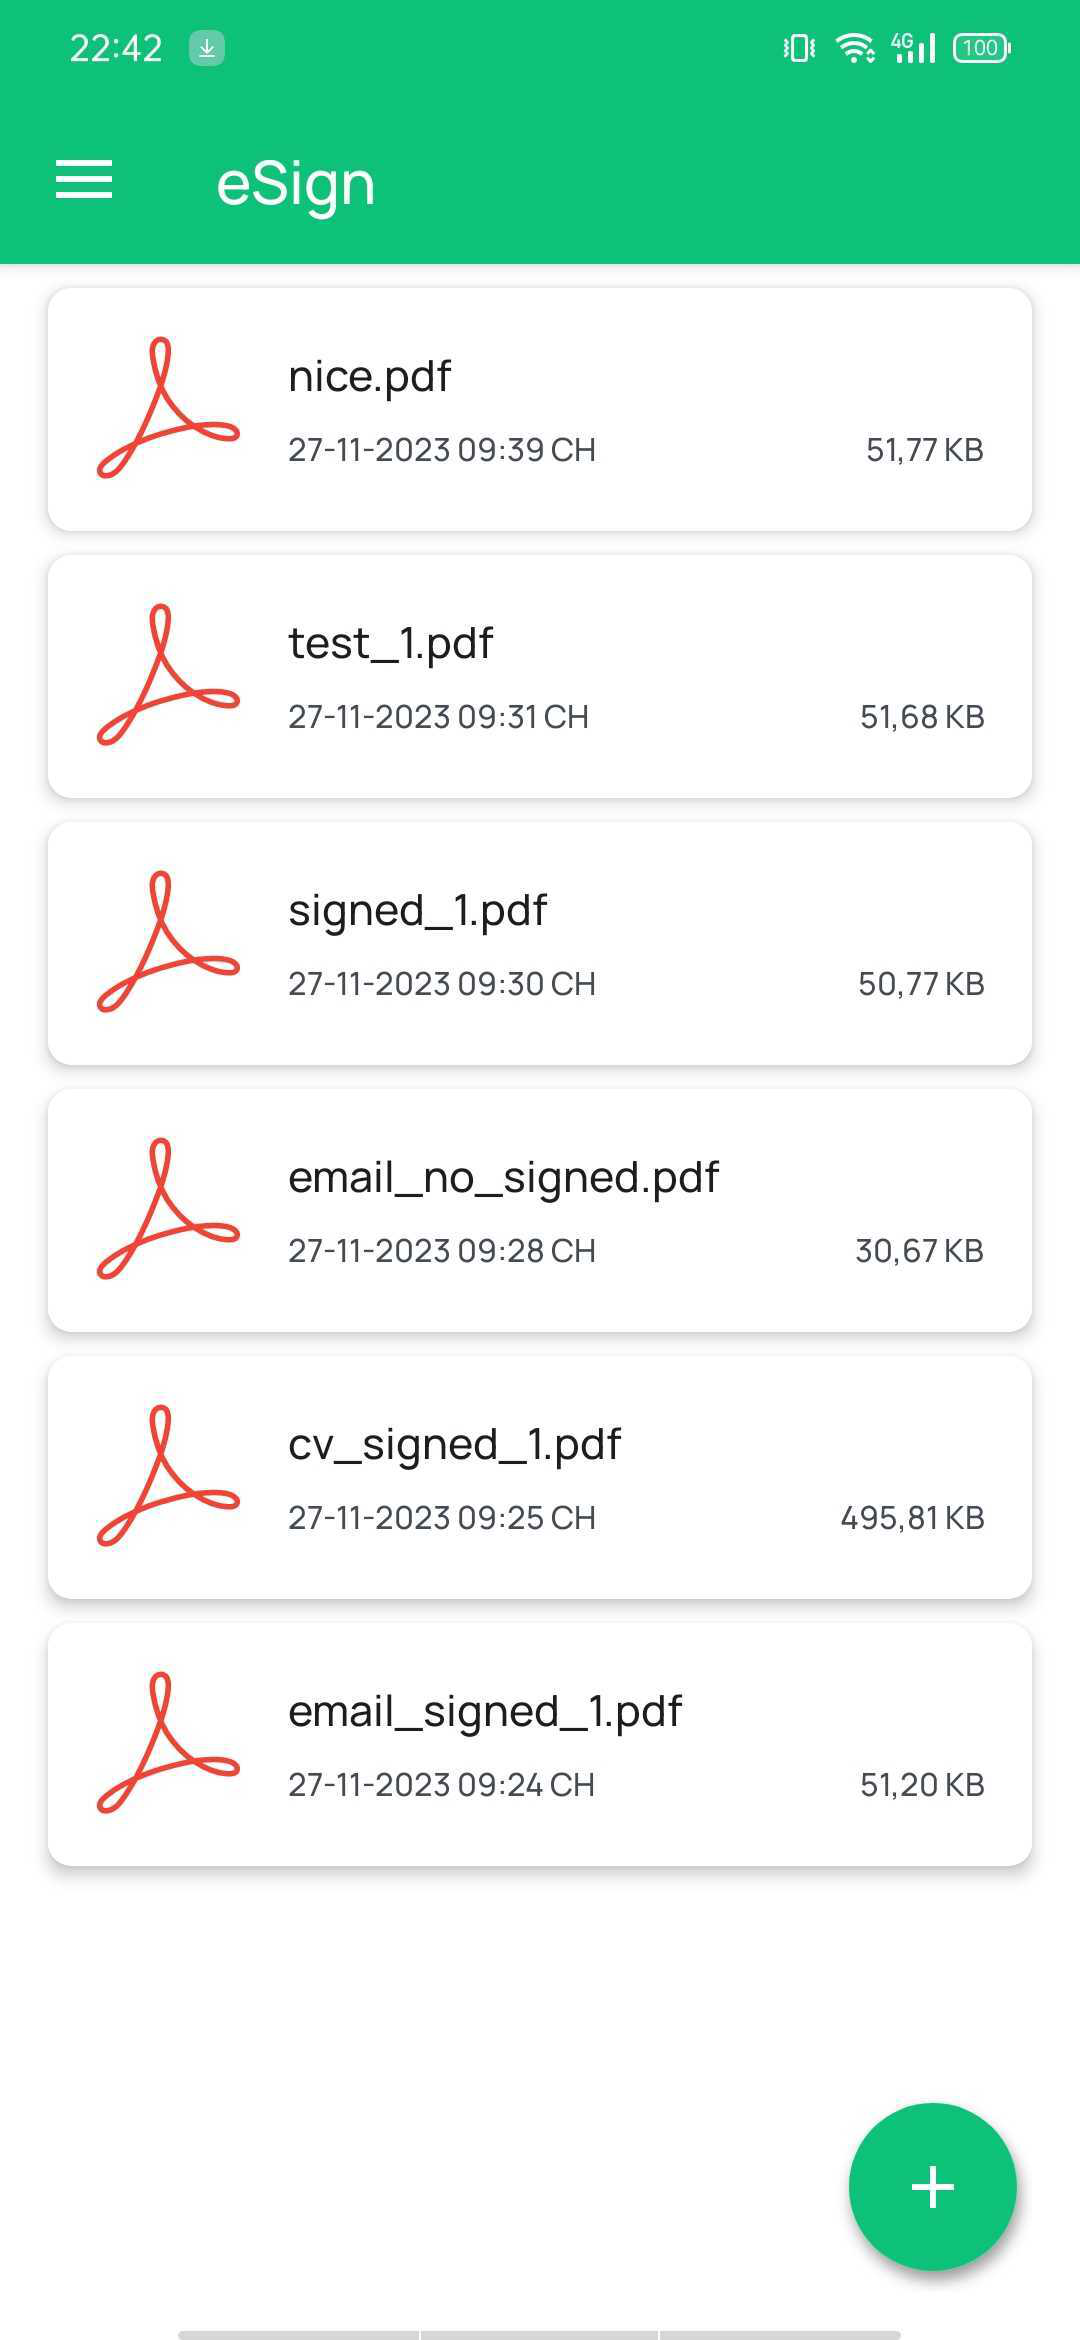 22:42 4G 100
eSign
nice.pdf
27-11-2023 09:39 CH 51,77 KB
test_1.pdf
27-11-2023 09:31 CH 51,68 KB
signed_1.pdf
27-11-2023 09:30 CH 50,77 KB
email_no_signed.pdf
27-11-2023 09:28 CH 30,67 KB
cv_signed_1.pdf
27-11-2023 09:25 CH 495,81 KB
email_signed_1.pdf
27-11-2023 09:24 CH 51,20 KB